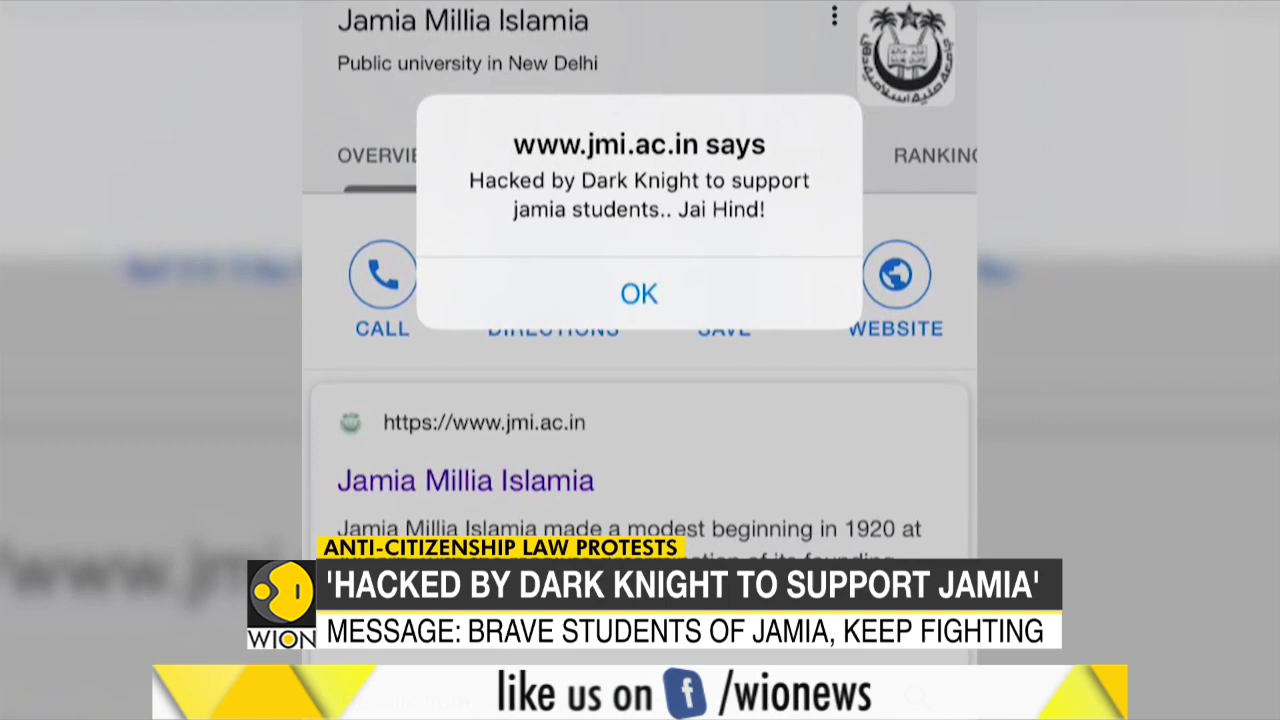 Jamia Millia Islamia
Public university in New Delhi
www.jmi.ac.in says
Hacked by Dark Knight to support
jamia students.. Jai Hind!
OK
CALL
DIRECTIONS
SAVE
WEBSITE
https://www.jmi.ac.in
Jamia Millia Islamia
Jamia Millia Islamia made a modest beginning in 1920 at
ANTI-CITIZENSHIP LAW PROTESTS
'HACKED BY DARK KNIGHT TO SUPPORT JAMIA'
WION
MESSAGE: BRAVE STUDENTS OF JAMIA, KEEP FIGHTING
like us on f /wionews